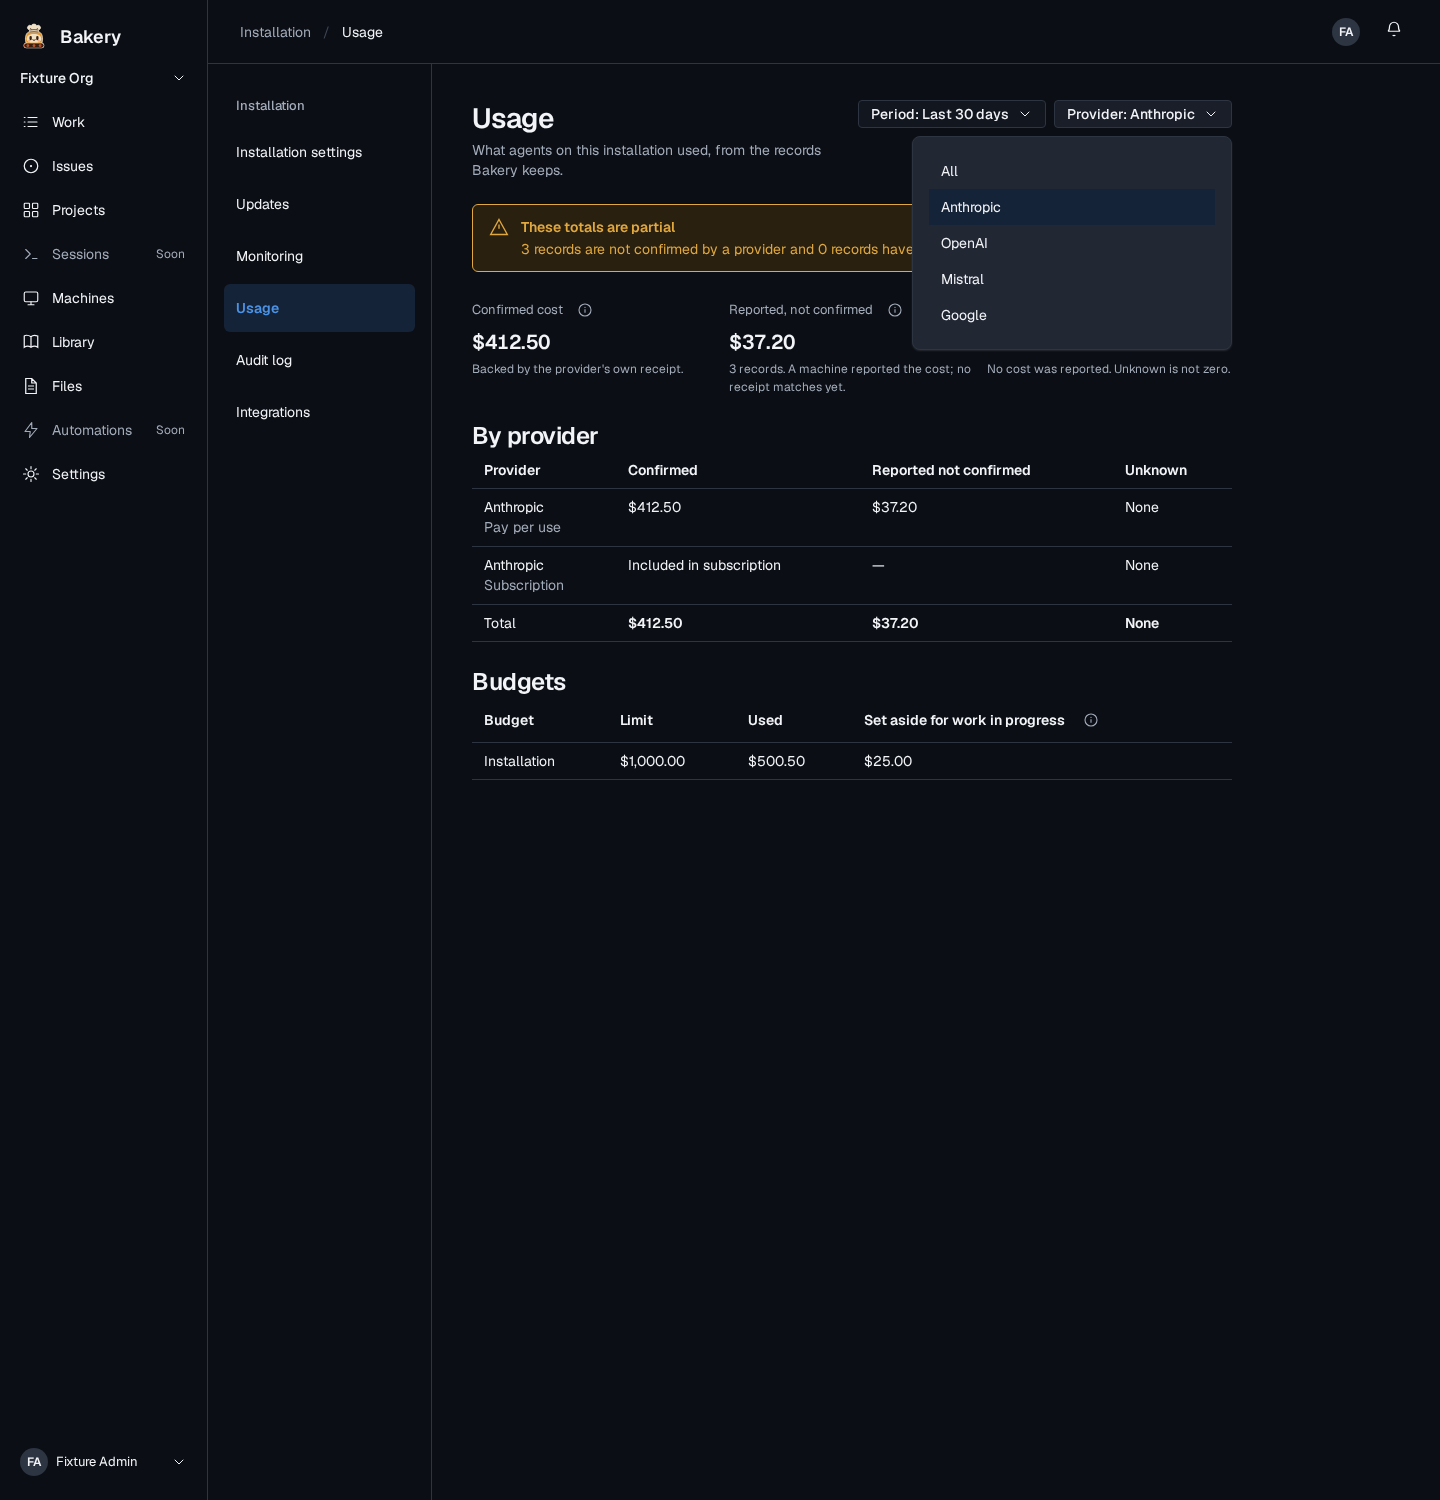 Bakery
Fixture Org
Work
Issues
Projects
Sessions Soon
Machines
Library
Files
Automations Soon
Settings
FA Fixture Admin
Installation / Usage
FA
Installation
Installation settings
Updates
Monitoring
Usage
Audit log
Integrations
Usage
What agents on this installation used, from the records
Bakery keeps.
Period: Last 30 days
Provider: Anthropic
All
Anthropic
OpenAI
Mistral
Google
These totals are partial
3 records are not confirmed by a provider and 0 records have
Confirmed cost
$412.50
Backed by the provider's own receipt.
Reported, not confirmed
$37.20
3 records. A machine reported the cost; no
receipt matches yet.
No cost was reported. Unknown is not zero.
By provider
Provider Confirmed Reported not confirmed Unknown
Anthropic $412.50 $37.20 None
Pay per use
Anthropic Included in subscription — None
Subscription
Total $412.50 $37.20 None
Budgets
Budget Limit Used Set aside for work in progress
Installation $1,000.00 $500.50 $25.00